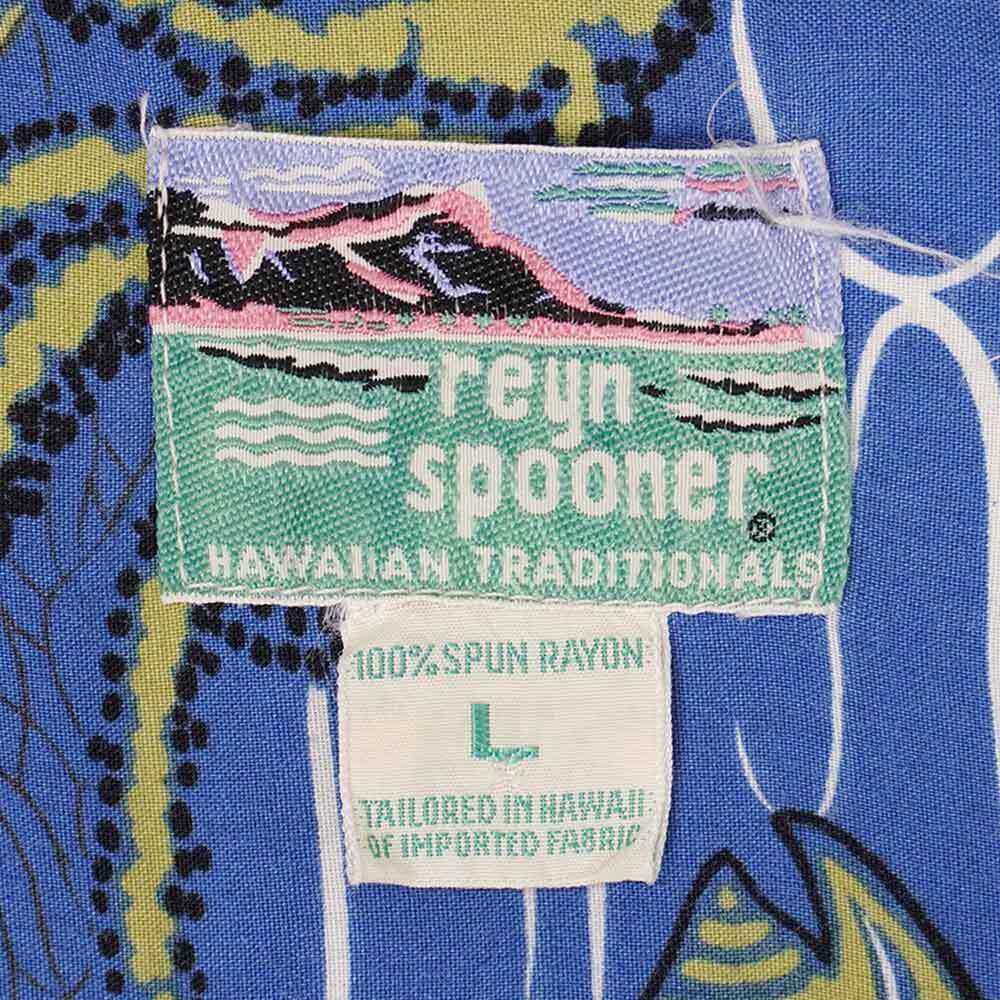 reyn
spooner®
HAWAIIAN TRADITIONALS
100% SPUN RAYON
L
TAILORED IN HAWAII
OF IMPORTED FABRIC